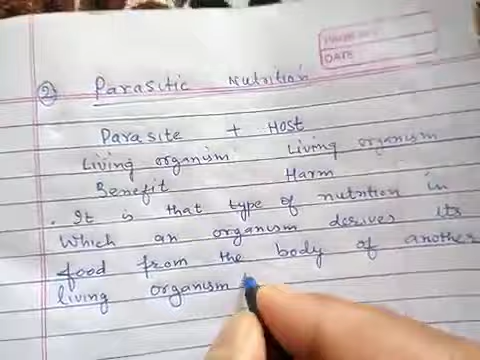 ② Parasitic Nutrition
DATE
Parasite + Host
Living organism Living organism
Benefit Harm
. It is that type of nutrition in
which an organism derives its
food from the body of another
living organism